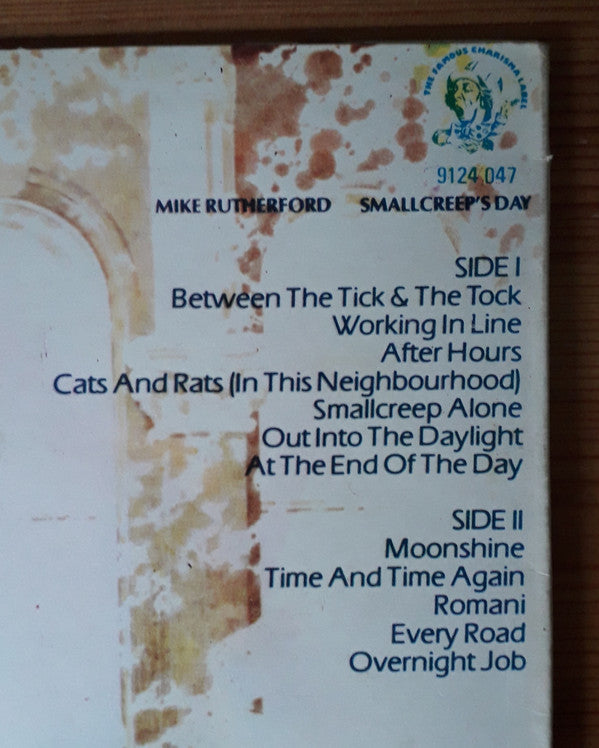 THE FAMOUS CHARISMA LABEL
9124 047
MIKE RUTHERFORD SMALLCREEP'S DAY
SIDE I
Between The Tick & The Tock
Working In Line
After Hours
Cats And Rats (In This Neighbourhood)
Smallcreep Alone
Out Into The Daylight
At The End Of The Day
SIDE II
Moonshine
Time And Time Again
Romani
Every Road
Overnight Job